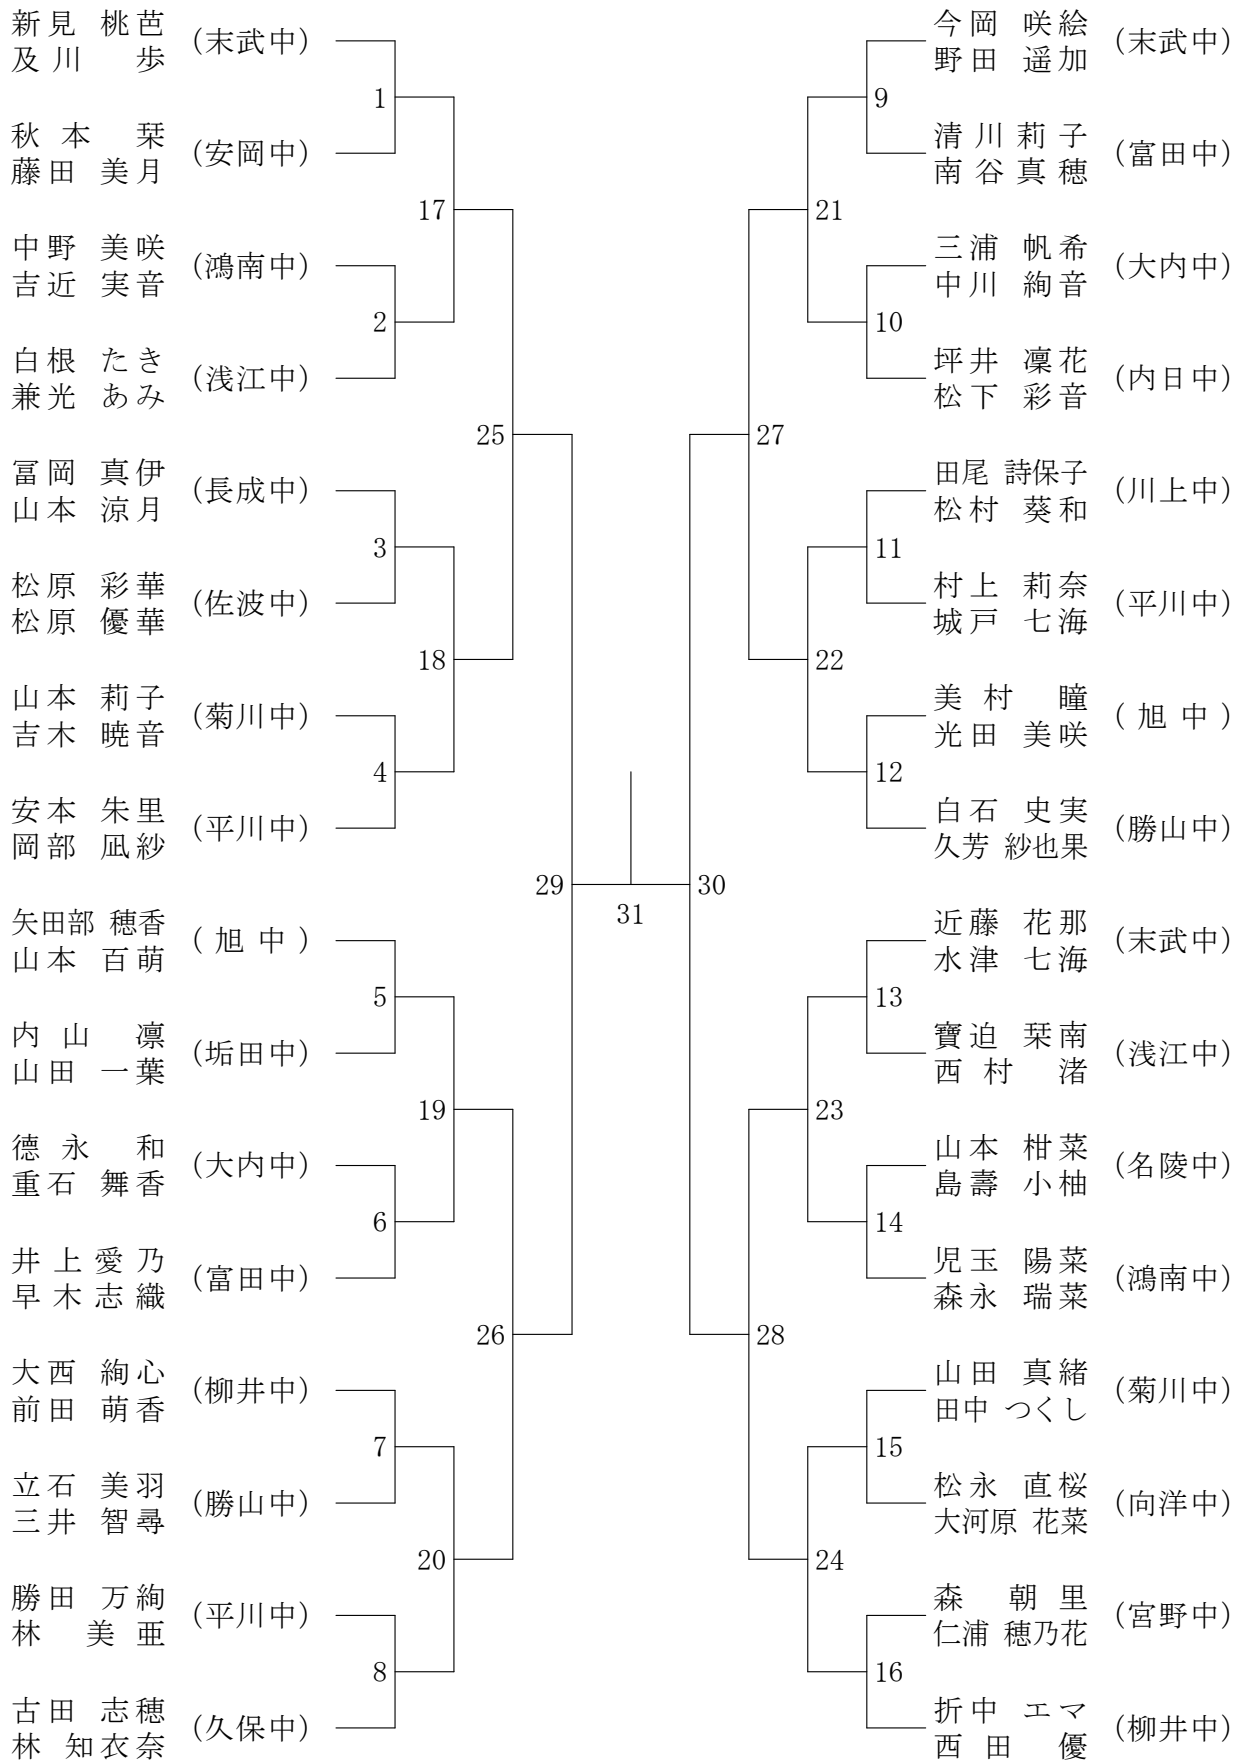 新見 桃芭
及川 歩
(末武中)
1
秋本 栞
藤田 美月
(安岡中)
17
中野 美咲
吉近 実音
(鴻南中)
2
白根 たき
兼光 あみ
(浅江中)
25
冨岡 真伊
山本 涼月
(長成中)
3
松原 彩華
松原 優華
(佐波中)
18
山本 莉子
吉木 暁音
(菊川中)
4
安本 朱里
岡部 凪紗
(平川中)
29
矢田部 穂香
山本 百萌
(旭中)
5
内山 凛
山田 一葉
(垢田中)
19
德永 和
重石 舞香
(大内中)
6
井上愛乃
早木志織
(富田中)
26
大西 絢心
前田 萌香
(柳井中)
7
立石 美羽
三井 智尋
(勝山中)
20
勝田 万絢
林 美亜
(平川中)
8
古田 志穂
林 知衣奈
(久保中)
31
今岡 咲絵
野田 遥加
(末武中)
9
清川莉子
南谷真穂
(富田中)
21
三浦 帆希
中川 絢音
(大内中)
10
坪井 凜花
松下 彩音
(内日中)
27
田尾 詩保子
松村 葵和
(川上中)
11
村上 莉奈
城戸 七海
(平川中)
22
美村 瞳
光田 美咲
(旭中)
12
白石 史実
久芳 紗也果
(勝山中)
30
近藤 花那
水津 七海
(末武中)
13
寶迫 栞南
西村 渚
(浅江中)
23
山本 柑菜
島壽 小柚
(名陵中)
14
児玉 陽菜
森永 瑞菜
(鴻南中)
28
山田 真緒
田中 つくし
(菊川中)
15
松永 直桜
大河原 花菜
(向洋中)
24
森 朝里
仁浦 穂乃花
(宮野中)
16
折中 エマ
西田 優
(柳井中)